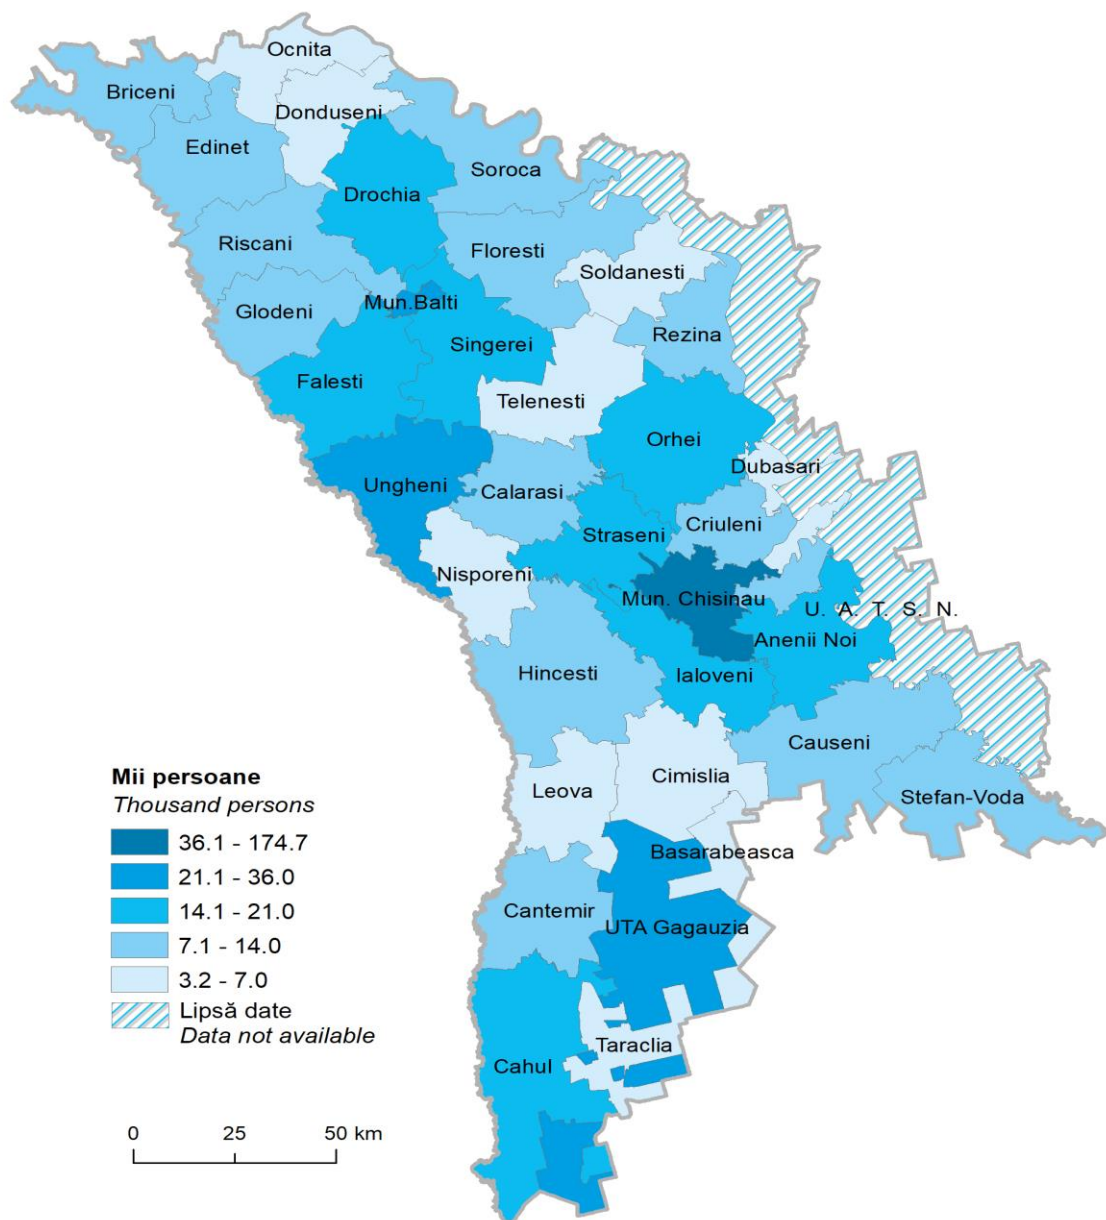 Ocnita
Briceni
Donduseni
Edinet
Soroca
Drochia
Riscani
Floresti
Soldanesti
Mun.Balti
Glodeni
Rezina
Singerei
Falesti
Telenesti
Orhei
Dubasari
Ungheni
Calarasi
Criuleni
Straseni
Nisporeni
Mun. Chisinau
U. A. T. S. N.
Anenii Noi
Hincesti
Ialoveni
Causeni
Cimislia
Leova
Stefan-Voda
Basarabeasca
Cantemir
UTA Gagauzia
Taraclia
Cahul
Mii persoane
Thousand persons
36.1 - 174.7
21.1 - 36.0
14.1 - 21.0
7.1 - 14.0
3.2 - 7.0
Lipsă date
Data not available
0 25 50 km